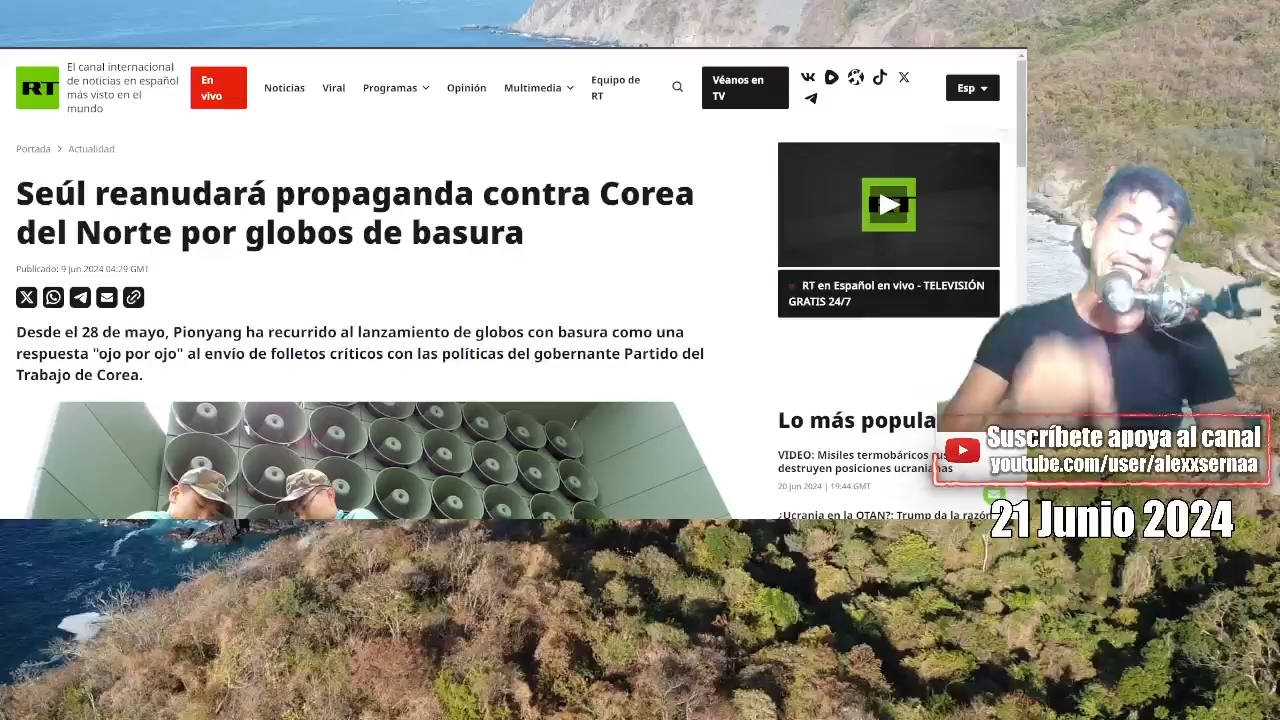 RT
El canal internacional
de noticias en español
más visto en el
mundo
En
vivo
Noticias
Viral
Programas
Opinión
Multimedia
Equipo de
RT
Véanos en
TV
Esp
Portada > Actualidad
Seúl reanudará propaganda contra Corea
del Norte por globos de basura
Publicado: 9 jun 2024 04:29 GMT
Desde el 28 de mayo, Pionyang ha recurrido al lanzamiento de globos con basura como una
respuesta "ojo por ojo" al envío de folletos críticos con las políticas del gobernante Partido del
Trabajo de Corea.
RT en Español en vivo - TELEVISIÓN
GRATIS 24/7
Lo más popula
VIDEO: Misiles termobáricos rus
destruyen posiciones ucranianas
20 jun 2024 | 19:44 GMT
¿Ucrania en la OTAN?: Trump da la razón
Suscríbete apoya al canal
youtube.com/user/alexxsernaa
21 Junio 2024